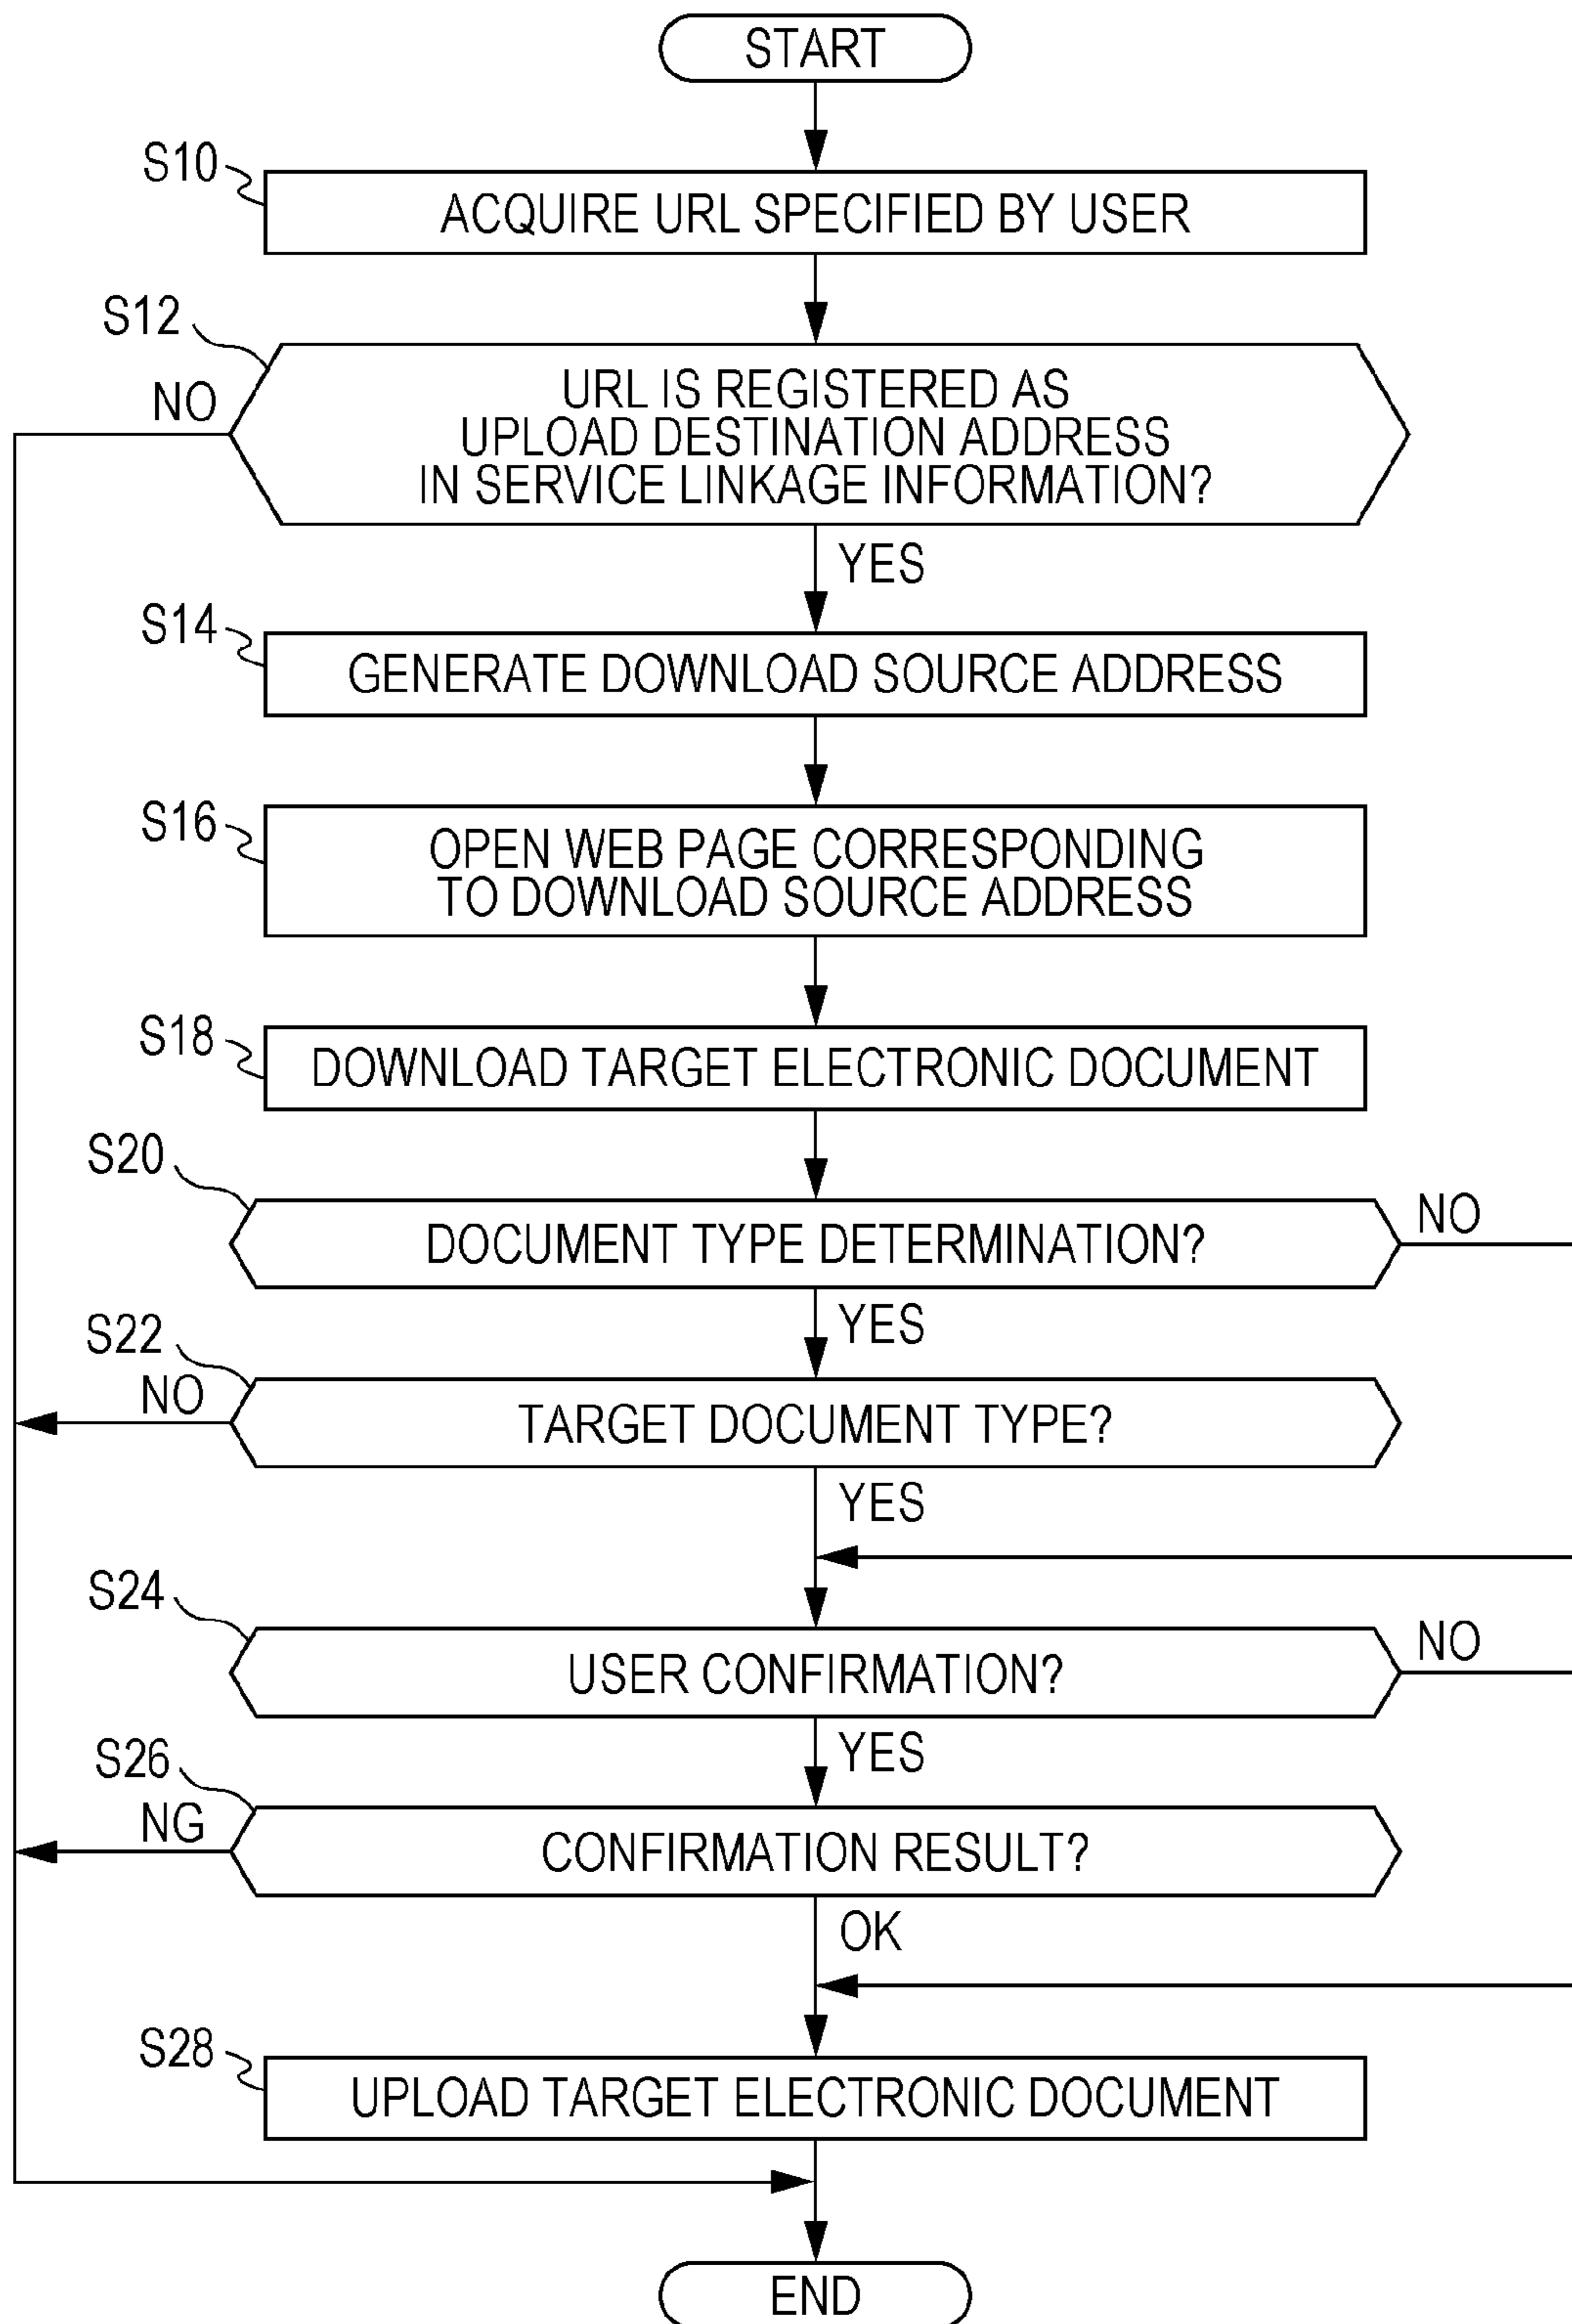 START
S10
ACQUIRE URL SPECIFIED BY USER
S12
NO
URL IS REGISTERED AS
UPLOAD DESTINATION ADDRESS
IN SERVICE LINKAGE INFORMATION?
YES
S14
GENERATE DOWNLOAD SOURCE ADDRESS
S16
OPEN WEB PAGE CORRESPONDING
TO DOWNLOAD SOURCE ADDRESS
S18
DOWNLOAD TARGET ELECTRONIC DOCUMENT
S20
DOCUMENT TYPE DETERMINATION?
NO
YES
S22
NO
TARGET DOCUMENT TYPE?
YES
S24
USER CONFIRMATION?
NO
YES
S26
NG
CONFIRMATION RESULT?
OK
S28
UPLOAD TARGET ELECTRONIC DOCUMENT
END